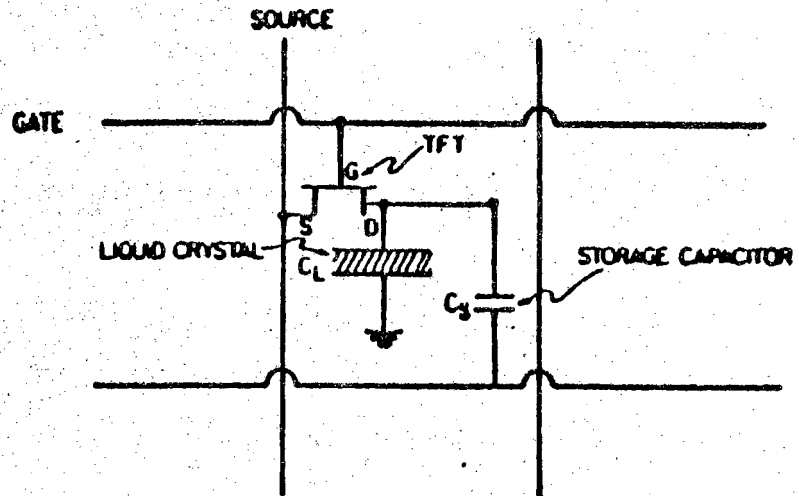 SOURCE
GATE
TFT
G
S
D
LIQUID CRYSTAL
C_L
STORAGE CAPACITOR
C_s